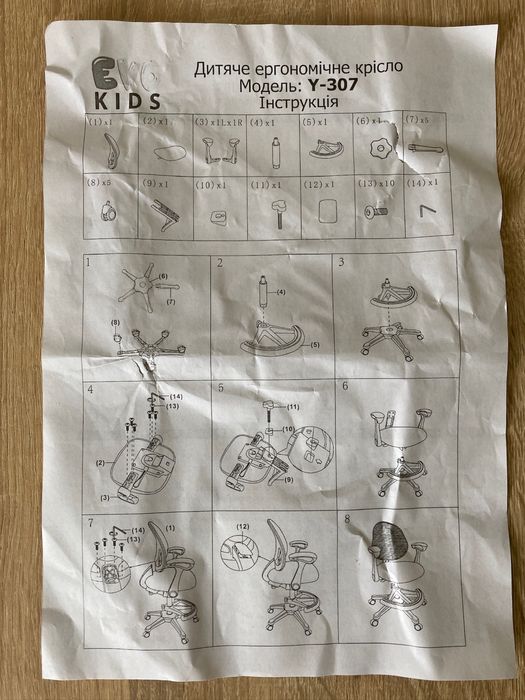 EVO
KIDS
Дитяче ергономічне крісло
Модель: Y-307
Інструкція
(1)x1 (2)x1 (3)x1Lx1R (4)x1 (5)x1 (6)x1 (7)x5
(8)x5 (9)x1 (10)x1 (11)x1 (12)x1 (13)x10 (14)x1
1 2 3
(6) (7) (8) (4) (5)
4 5 6
(14) (13) (2) (3) (11) (10) (9)
7 8
(14) (13) (1) (12)